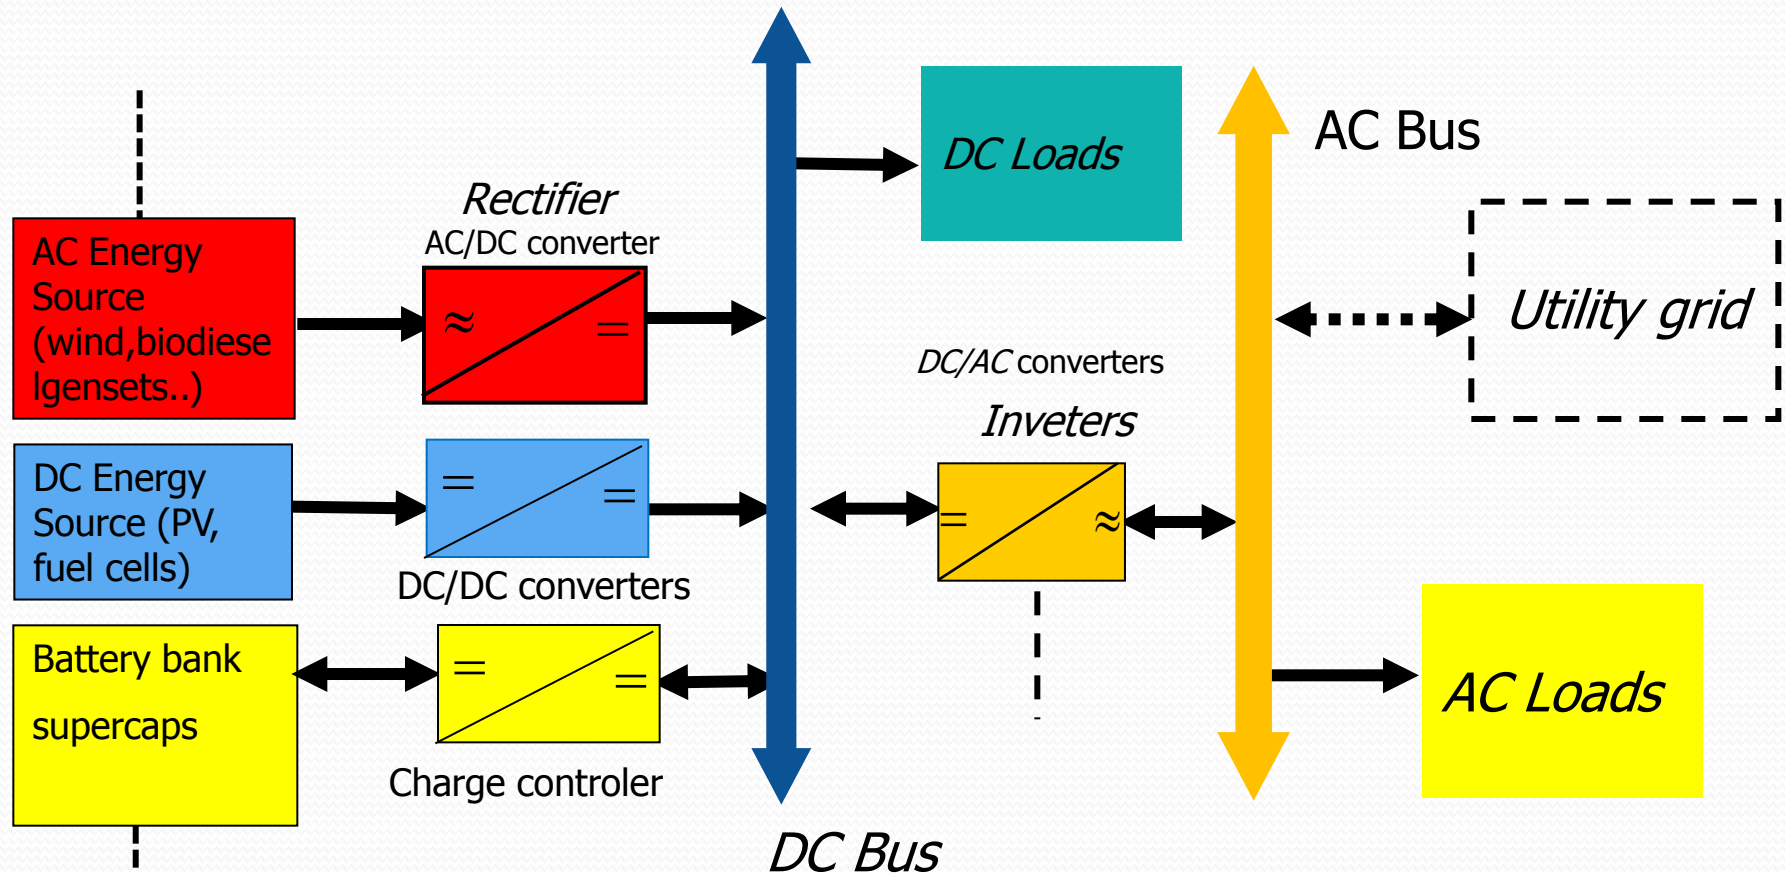 AC Energy
Source
(wind,biodiese
lgensets..)
Rectifier
AC/DC converter
≈
=
DC Energy
Source (PV,
fuel cells)
=
=
DC/DC converters
Battery bank
supercaps
=
=
Charge controler
DC Bus
DC Loads
DC/AC converters
Inveters
=
≈
AC Bus
Utility grid
AC Loads